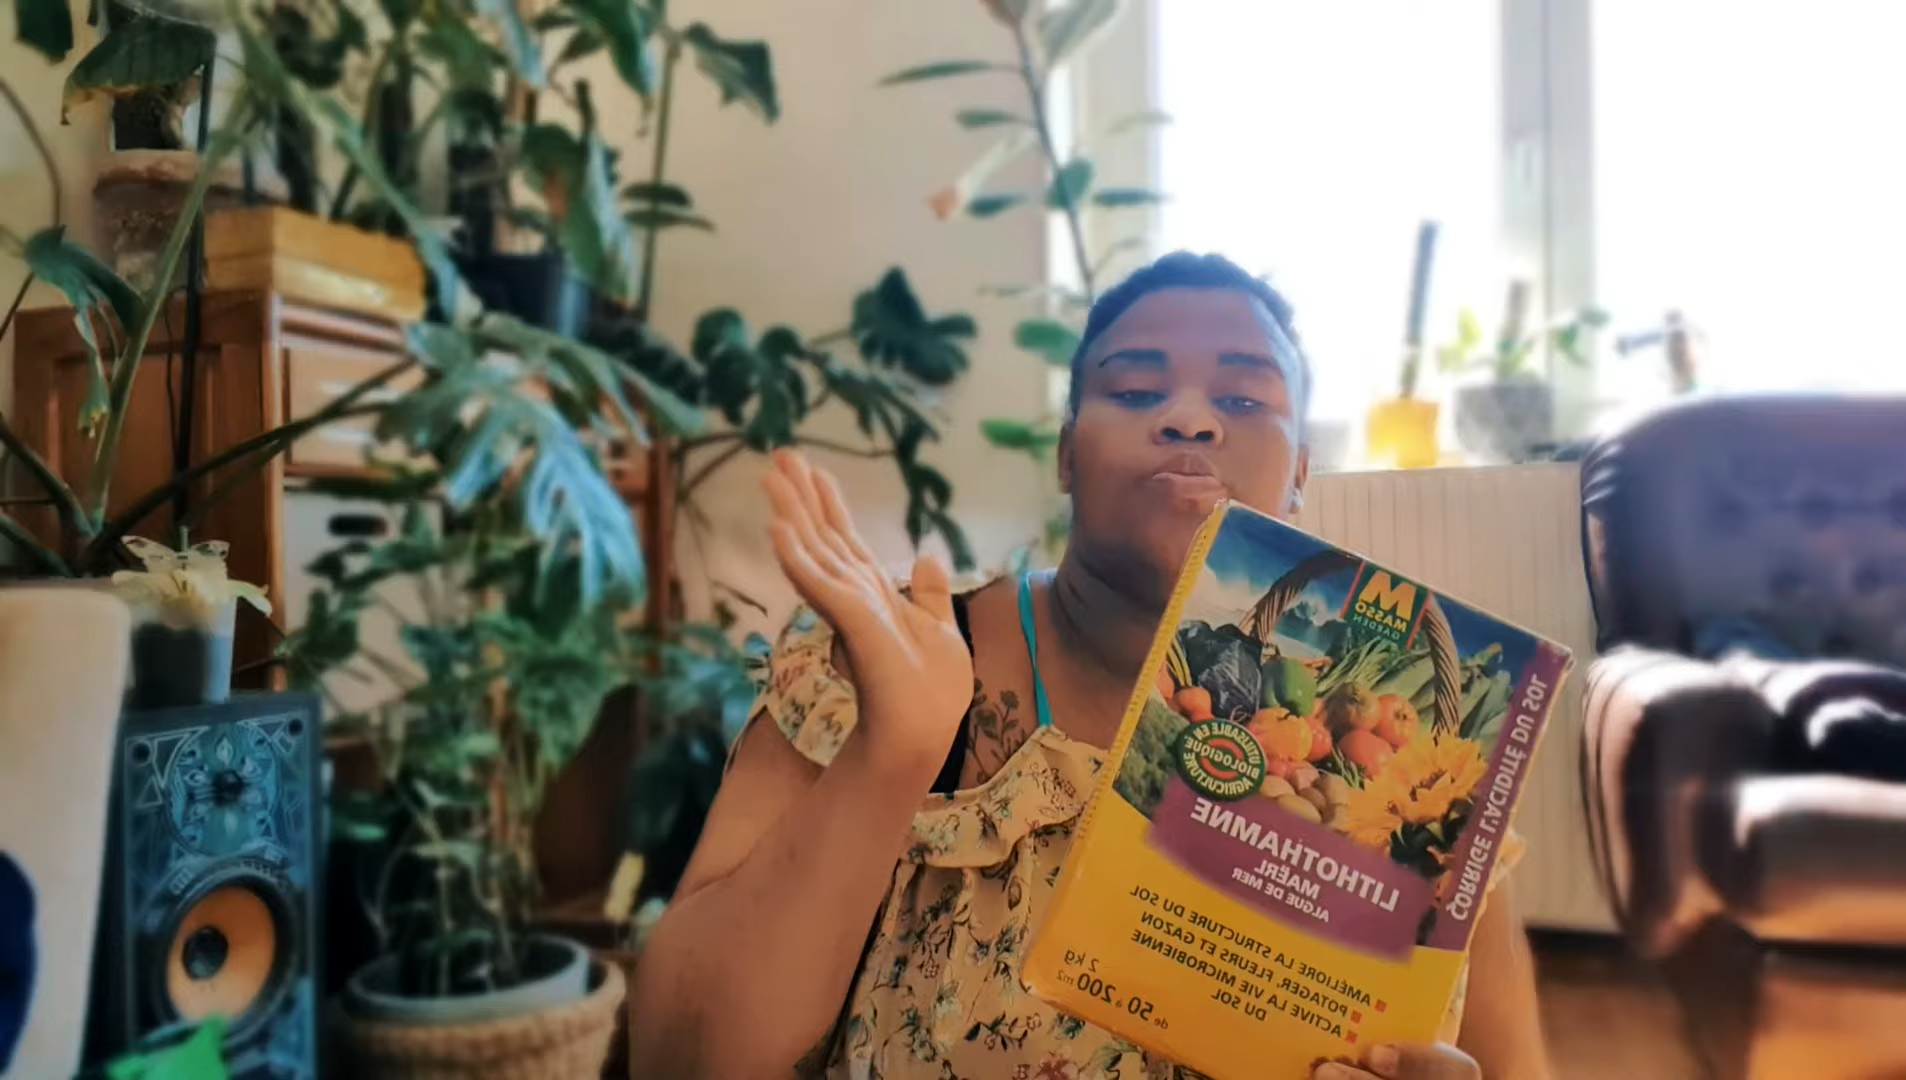 M
MASSO
GARDEN
CORRIGE L'ACIDITÉ DU SOL
UTILISABLE EN
AGRICULTURE
BIOLOGIQUE
LITHOTHAMNE
MAËRL
ALGUE DE MER
AMÉLIORE LA STRUCTURE DU SOL
POTAGER, FLEURS ET GAZON
ACTIVE LA VIE MICROBIENNE
DU SOL
2 kg
de 50 à 200 m2